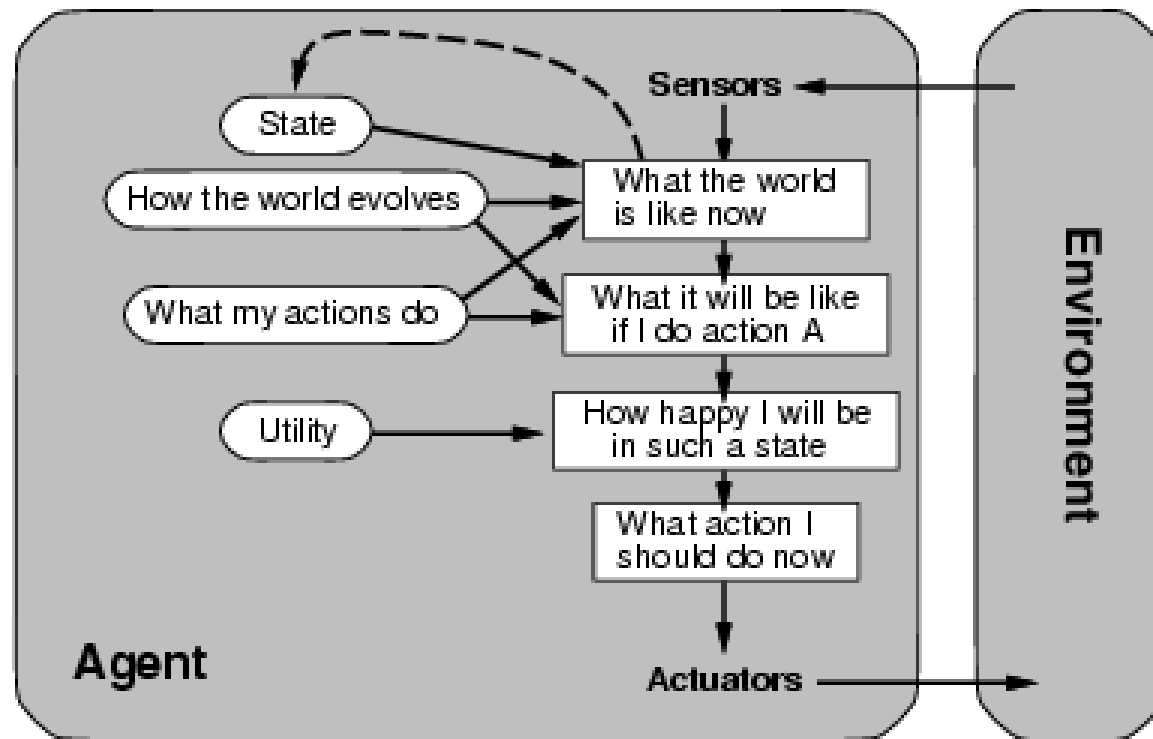 Sensors
State
What the world
is like now
How the world evolves
What it will be like
if I do action A
What my actions do
How happy I will be
in such a state
Utility
What action I
should do now
Agent
Actuators
Environment